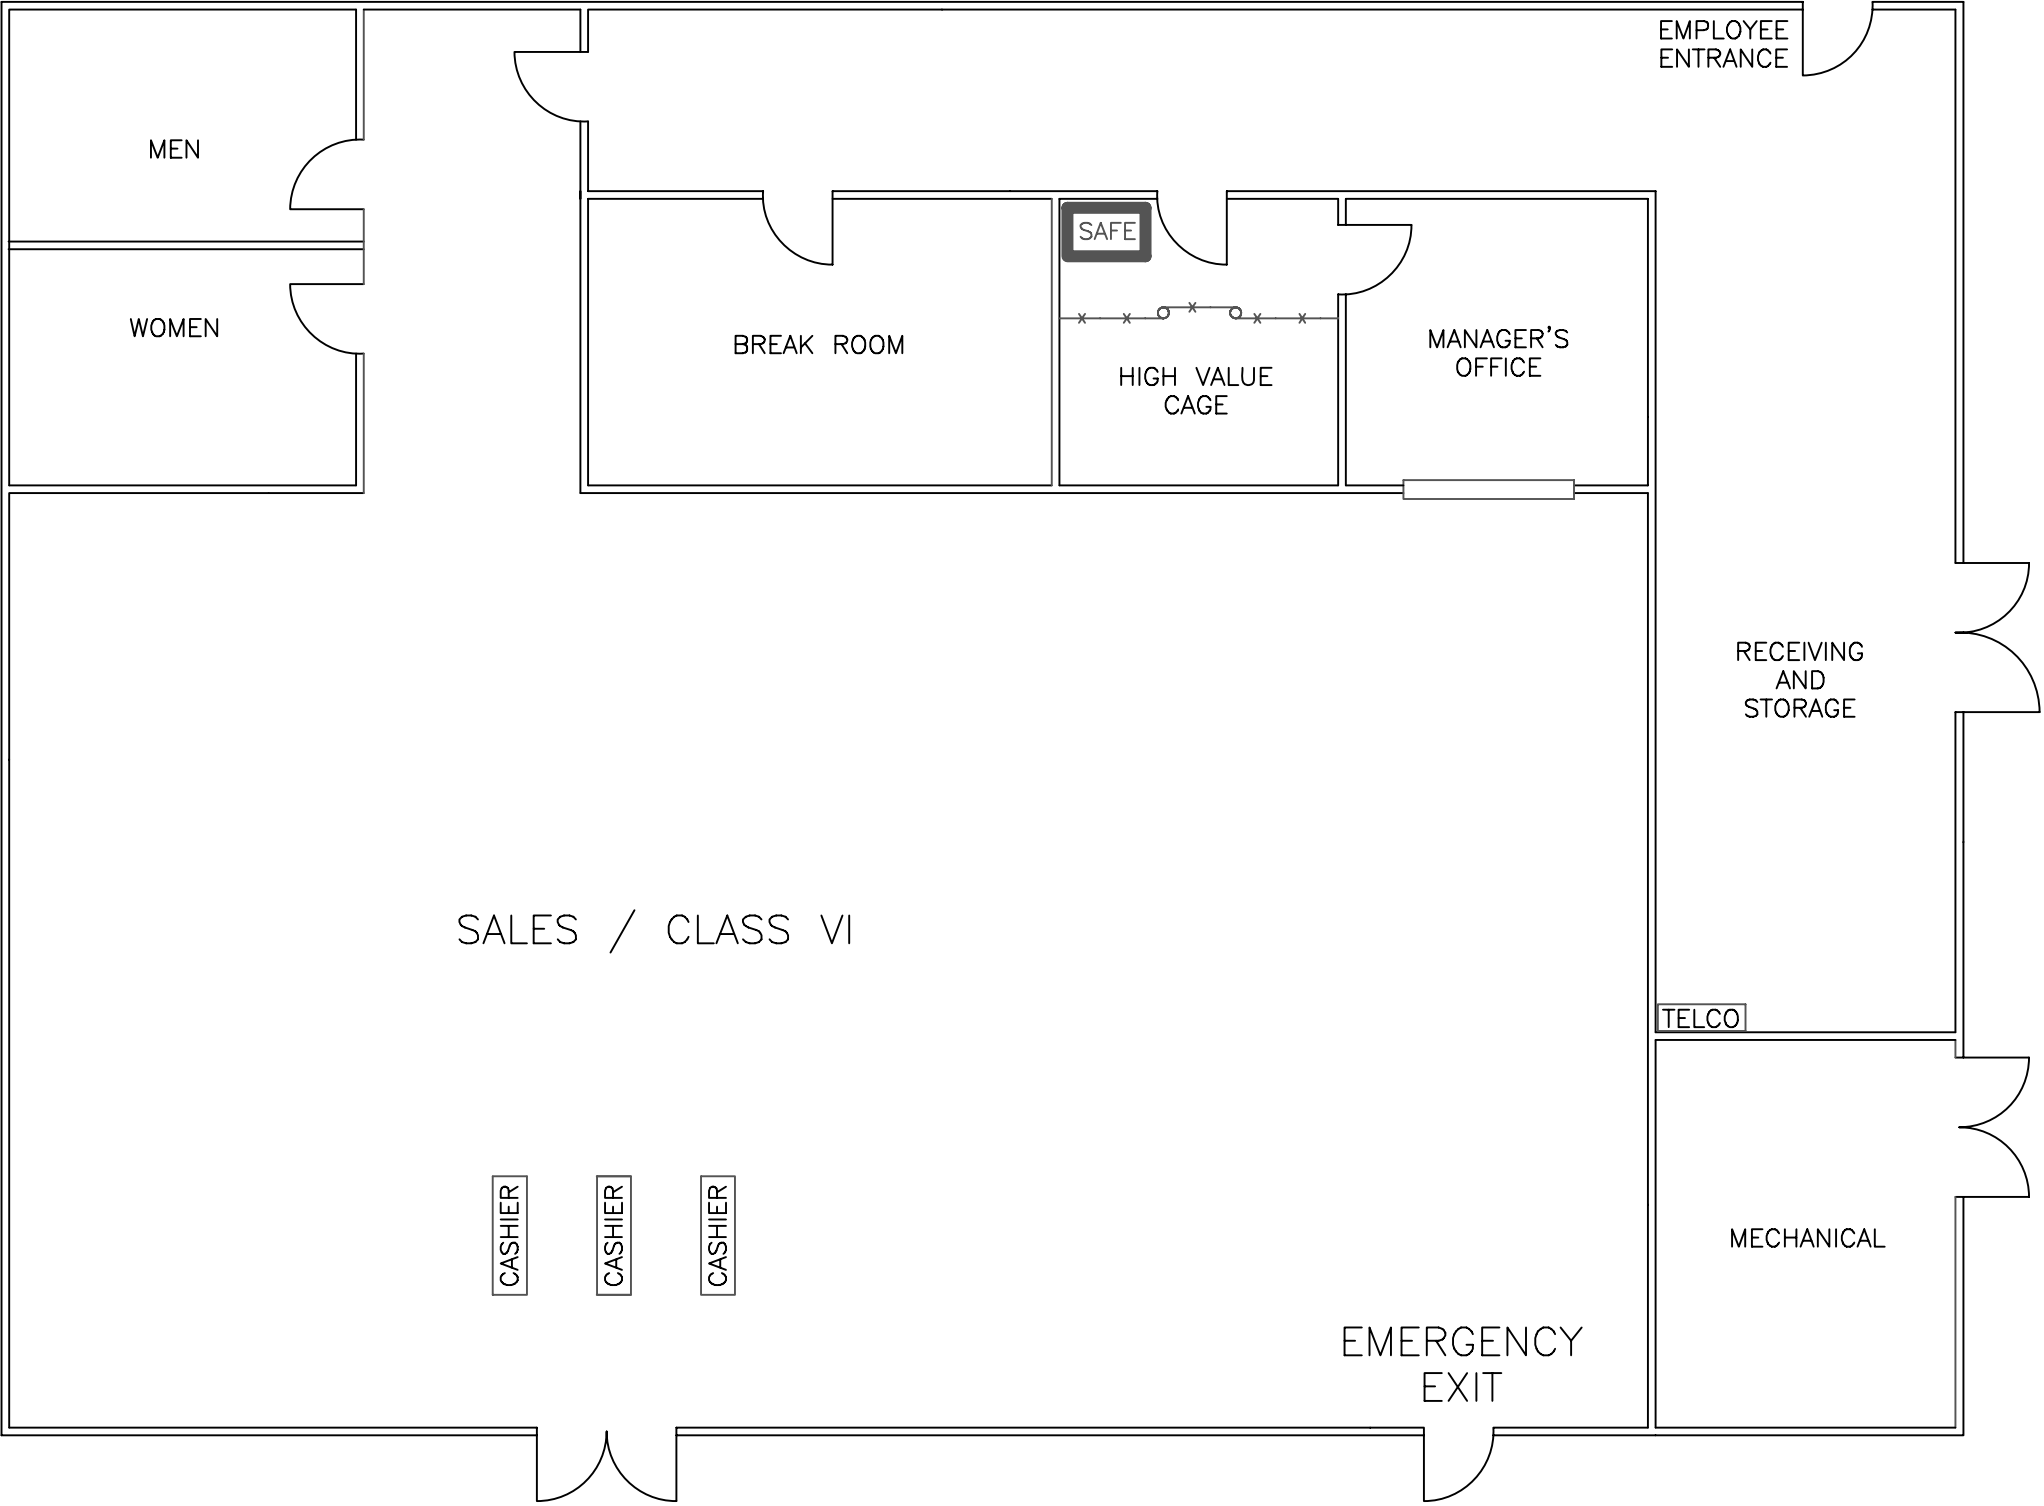 EMPLOYEE
ENTRANCE
MEN
SAFE
WOMEN
BREAK ROOM
HIGH VALUE
CAGE
MANAGER'S
OFFICE
RECEIVING
AND
STORAGE
SALES / CLASS VI
TELCO
CASHIER
CASHIER
CASHIER
MECHANICAL
EMERGENCY
EXIT